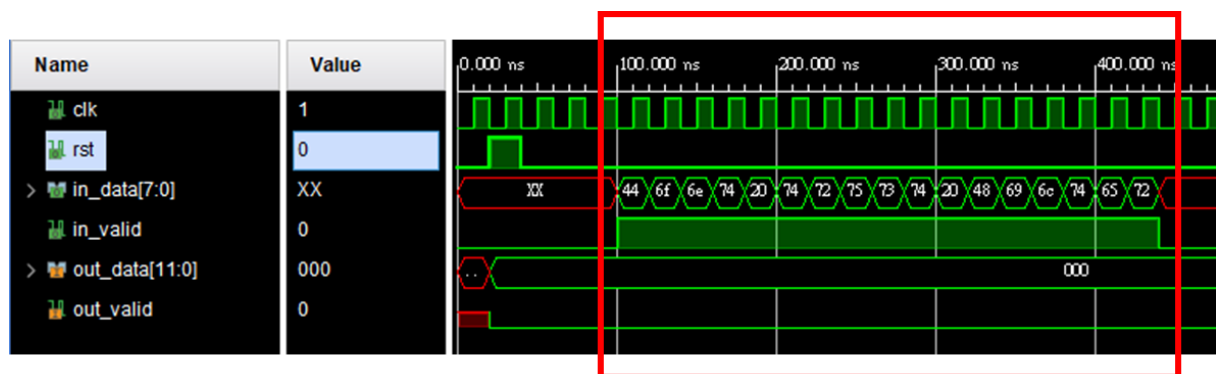 Name Value 0.000 ns 100.000 ns 200.000 ns 300.000 ns 400.000 ns
clk 1
rst 0
> in_data[7:0] XX XX 44 6f 6e 74 20 74 72 75 73 74 20 48 69 6c 74 65 72
in_valid 0
> out_data[11:0] 000 .. 000
out_valid 0